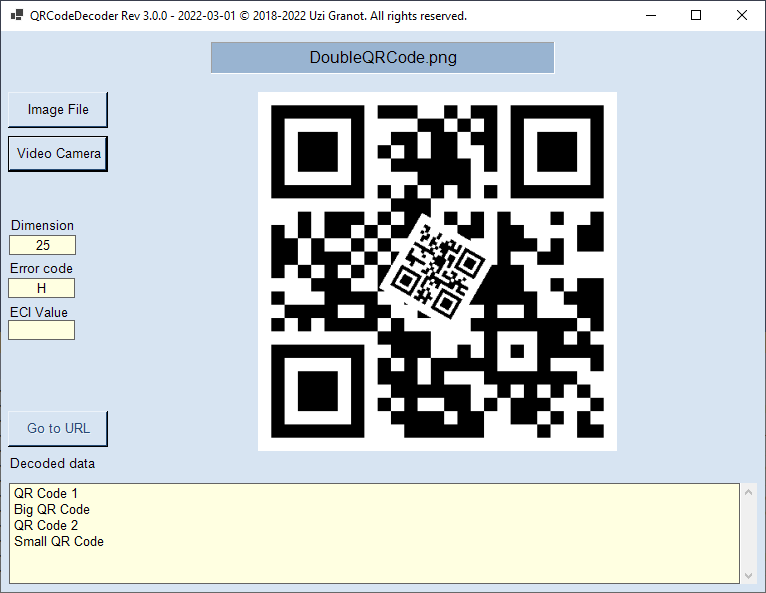 QRCodeDecoder Rev 3.0.0 - 2022-03-01 © 2018-2022 Uzi Granot. All rights reserved.
DoubleQRCode.png
Image File
Video Camera
Dimension
25
Error code
H
ECI Value
Go to URL
Decoded data
QR Code 1
Big QR Code
QR Code 2
Small QR Code